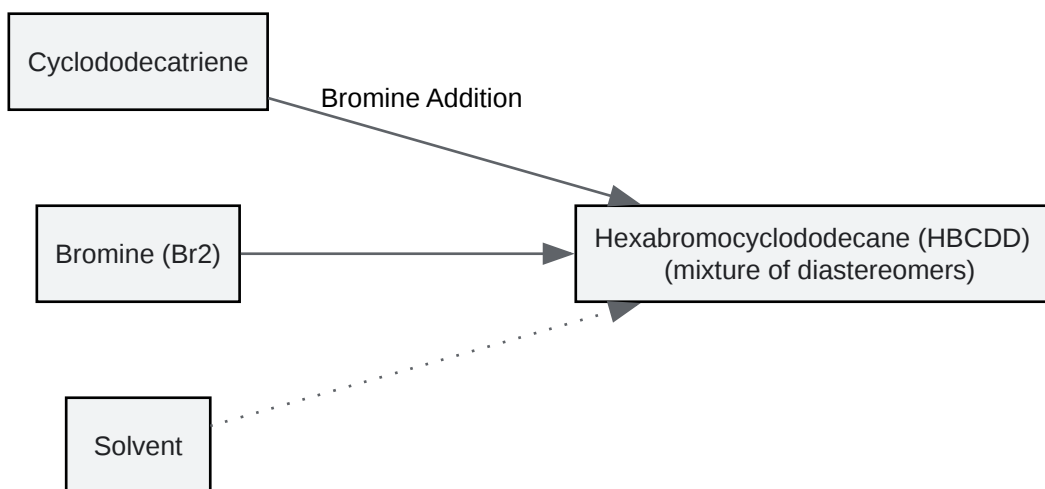 Cyclododecatriene
Bromine Addition
Bromine (Br2)
Hexabromocyclododecane (HBCDD)
(mixture of diastereomers)
Solvent